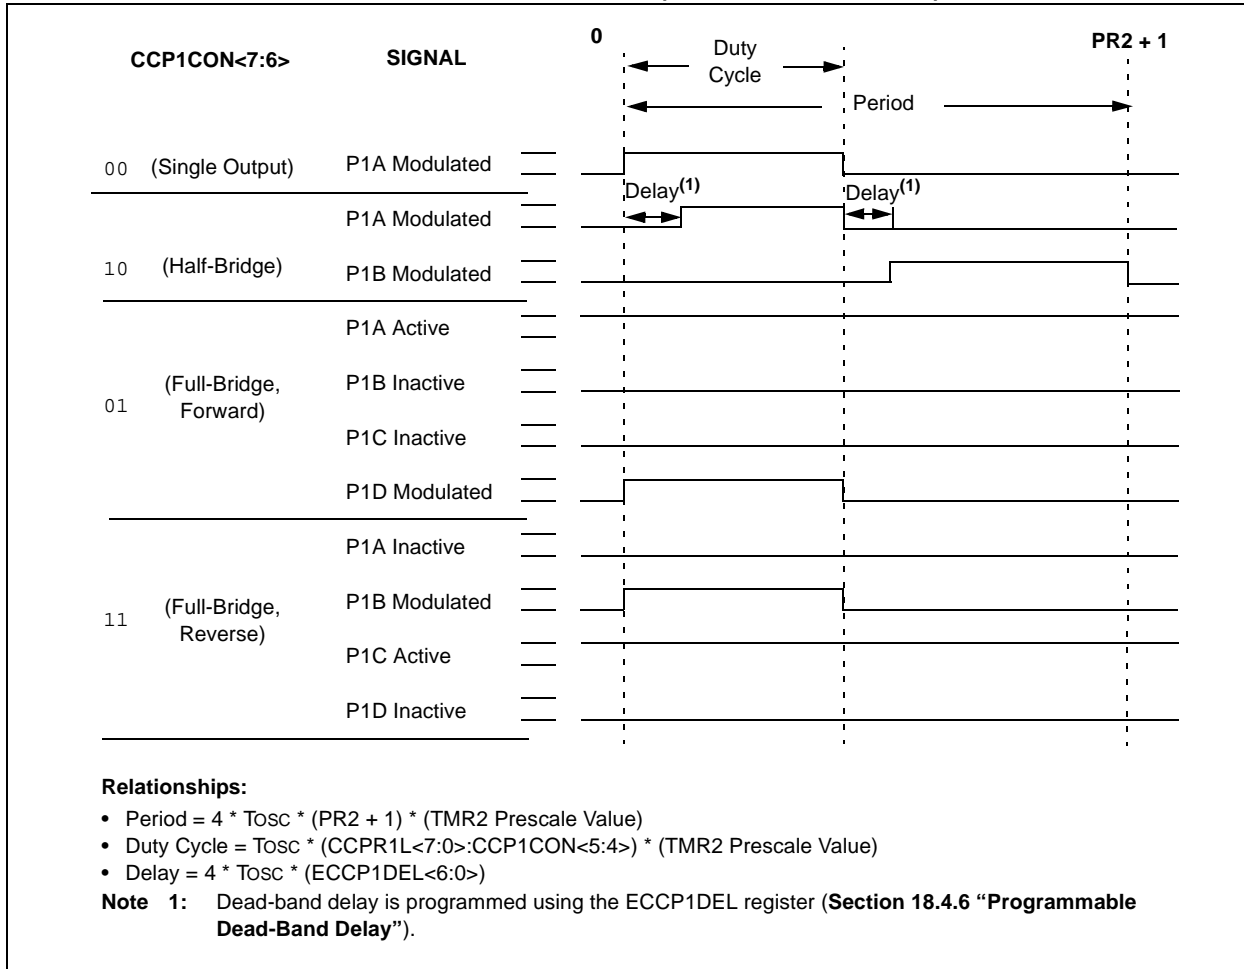 CCP1CON<7:6>
SIGNAL
0
PR2 + 1
Duty
Cycle
Period
00 (Single Output) P1A Modulated
Delay(1) Delay(1)
P1A Modulated
10 (Half-Bridge)
P1B Modulated
P1A Active
(Full-Bridge,
Forward)
01
P1B Inactive
P1C Inactive
P1D Modulated
P1A Inactive
11
(Full-Bridge,
Reverse)
P1B Modulated
P1C Active
P1D Inactive
Relationships:
• Period = 4 * TOSC * (PR2 + 1) * (TMR2 Prescale Value)
• Duty Cycle = TOSC * (CCPR1L<7:0>:CCP1CON<5:4>) * (TMR2 Prescale Value)
• Delay = 4 * TOSC * (ECCP1DEL<6:0>)
Note 1: Dead-band delay is programmed using the ECCP1DEL register (Section 18.4.6 “Programmable
Dead-Band Delay”).